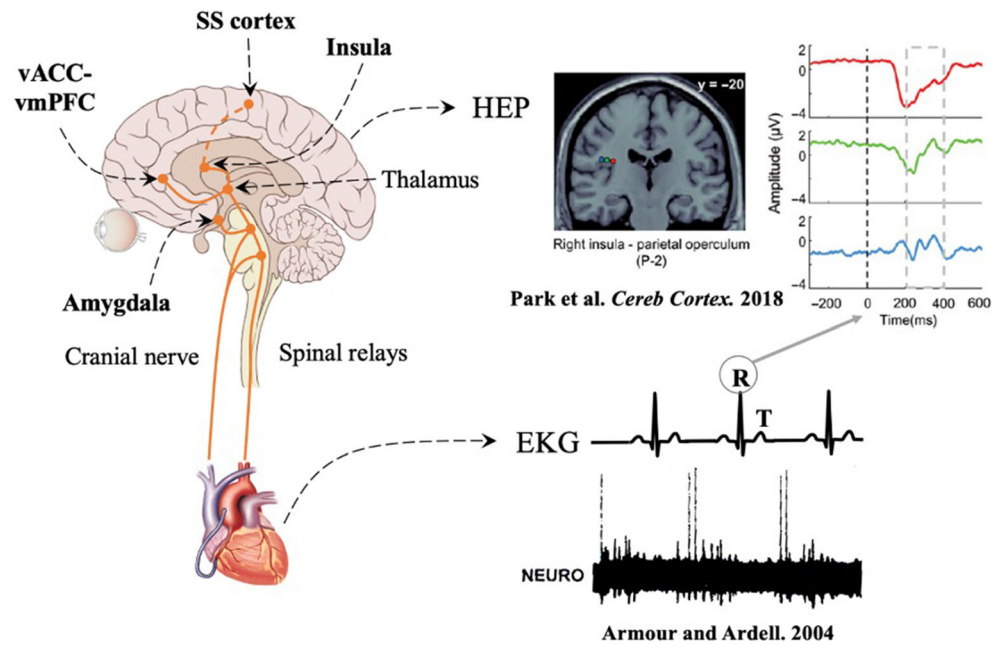 SS cortex
Insula
vACC-
vmPFC
HEP
Thalamus
Amygdala
Cranial nerve
Spinal relays
y = –20
Right insula - parietal operculum
(P-2)
Park et al. Cereb Cortex. 2018
Amplitude (µV)
2
0
−4
2
0
−4
2
0
−4
−300
0
200
400
600
Time(ms)
R
T
EKG
NEURO
Armour and Ardell. 2004